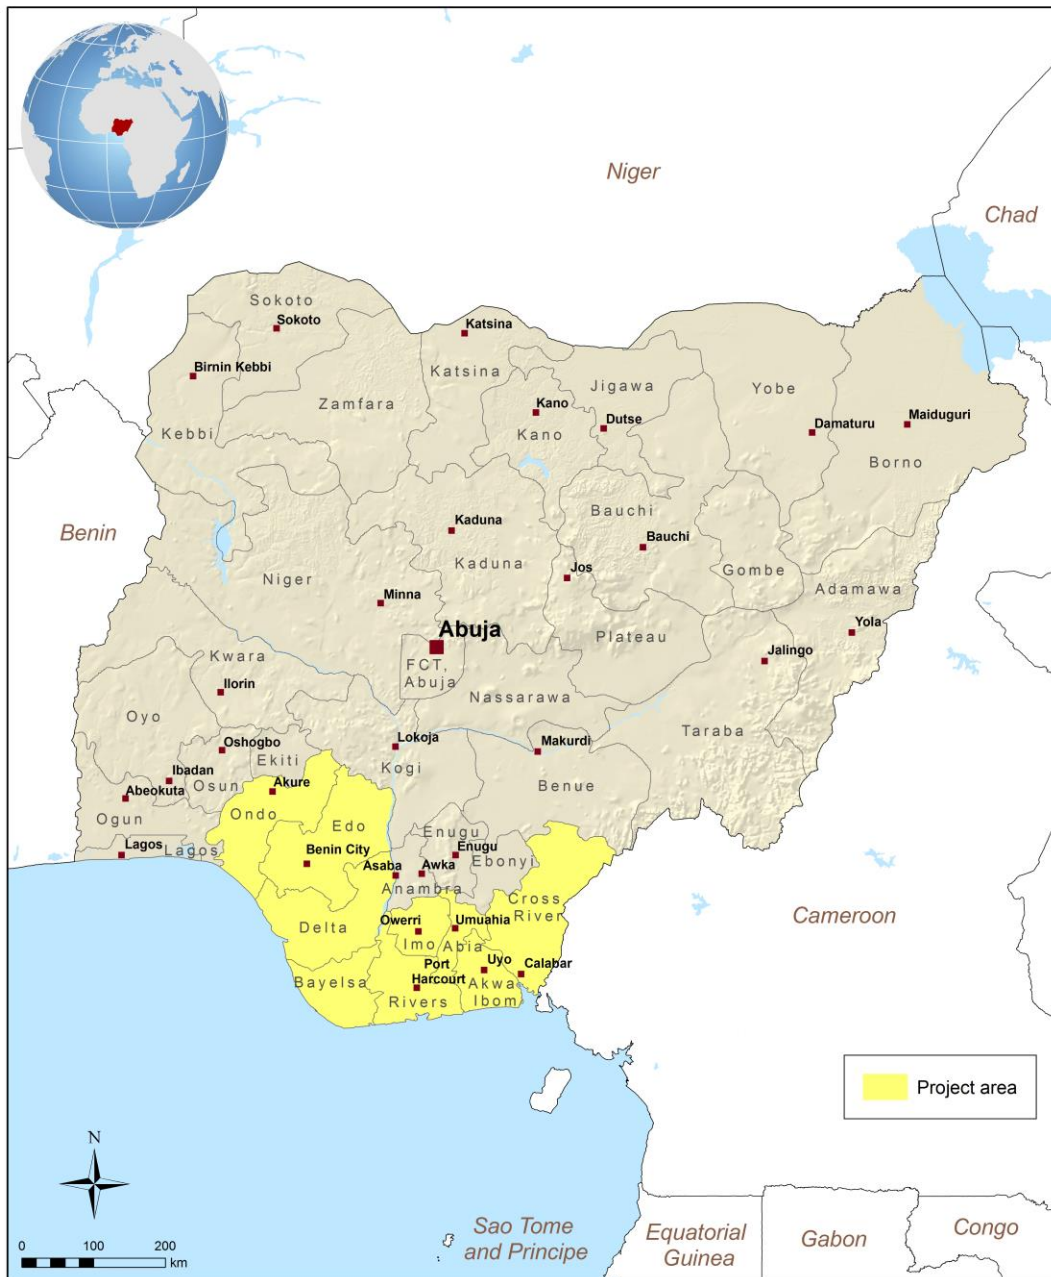 Niger
Chad
Sokoto
Sokoto
Katsina
Birnin Kebbi
Katsina
Jigawa
Yobe
Zamfara
Kano
Dutse
Damaturu
Maiduguri
Kebbi
Kano
Borno
Benin
Kaduna
Bauchi
Bauchi
Kaduna
Jos
Gombe
Niger
Adamawa
Minna
Abuja
Plateau
Yola
Kwara
FCT,
Abuja
Jalingo
Ilorin
Nassarawa
Oyo
Taraba
Oshogbo
Lokoja
Makurdi
Ekiti
Kogi
Ibadan
Osun
Benue
Abeokuta
Akure
Ogun
Ondo
Edo
Enugu
Lagos
Lagos
Benin City
Enugu
Ebonyi
Asaba
Awka
Anambra
Cross
River
Cameroon
Delta
Owerri
Umuahia
Imo
Abia
Port
Harcourt
Uyo
Calabar
Bayelsa
Akwa
Ibom
Rivers
Project area
N
Sao Tome
and Principe
Equatorial
Guinea
Gabon
Congo
0 100 200
km